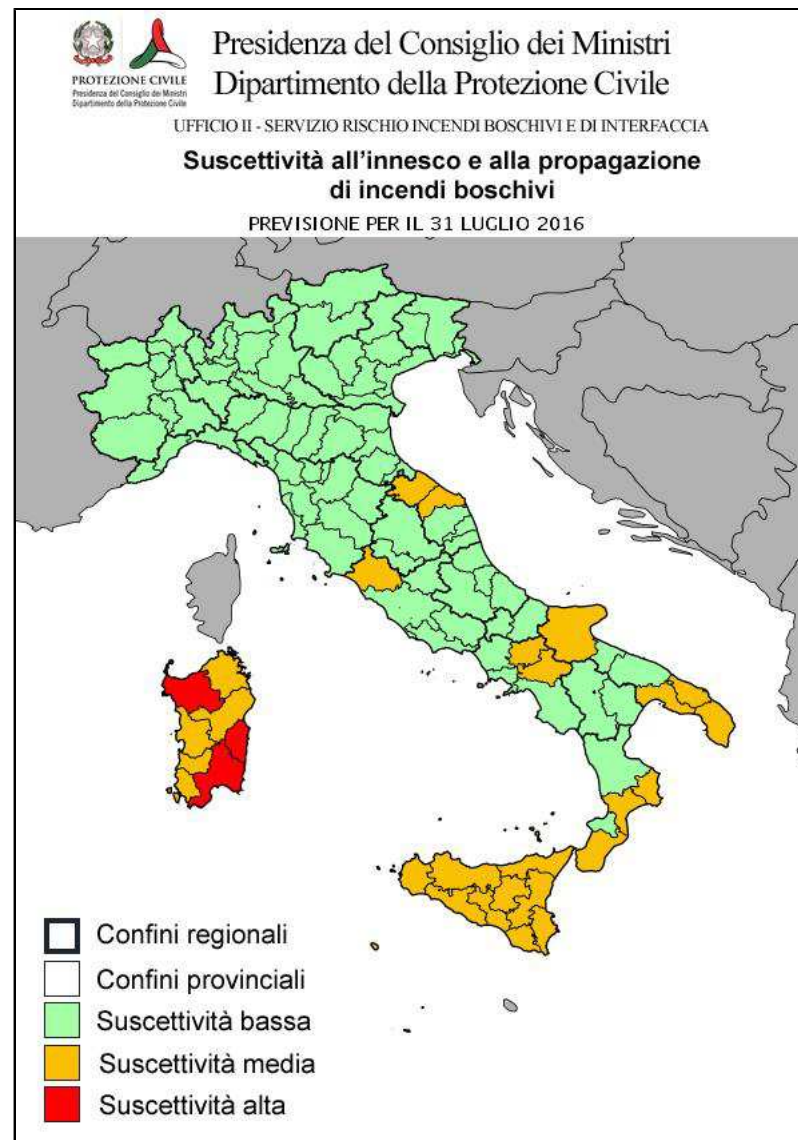 PROTEZIONE CIVILE
Presidenza del Consiglio dei Ministri
Dipartimento della Protezione Civile
Presidenza del Consiglio dei Ministri
Dipartimento della Protezione Civile
UFFICIO II - SERVIZIO RISCHIO INCENDI BOSCHIVI E DI INTERFACCIA
Suscettività all'innesco e alla propagazione
di incendi boschivi
PREVISIONE PER IL 31 LUGLIO 2016
Confini regionali
Confini provinciali
Suscettività bassa
Suscettività media
Suscettività alta